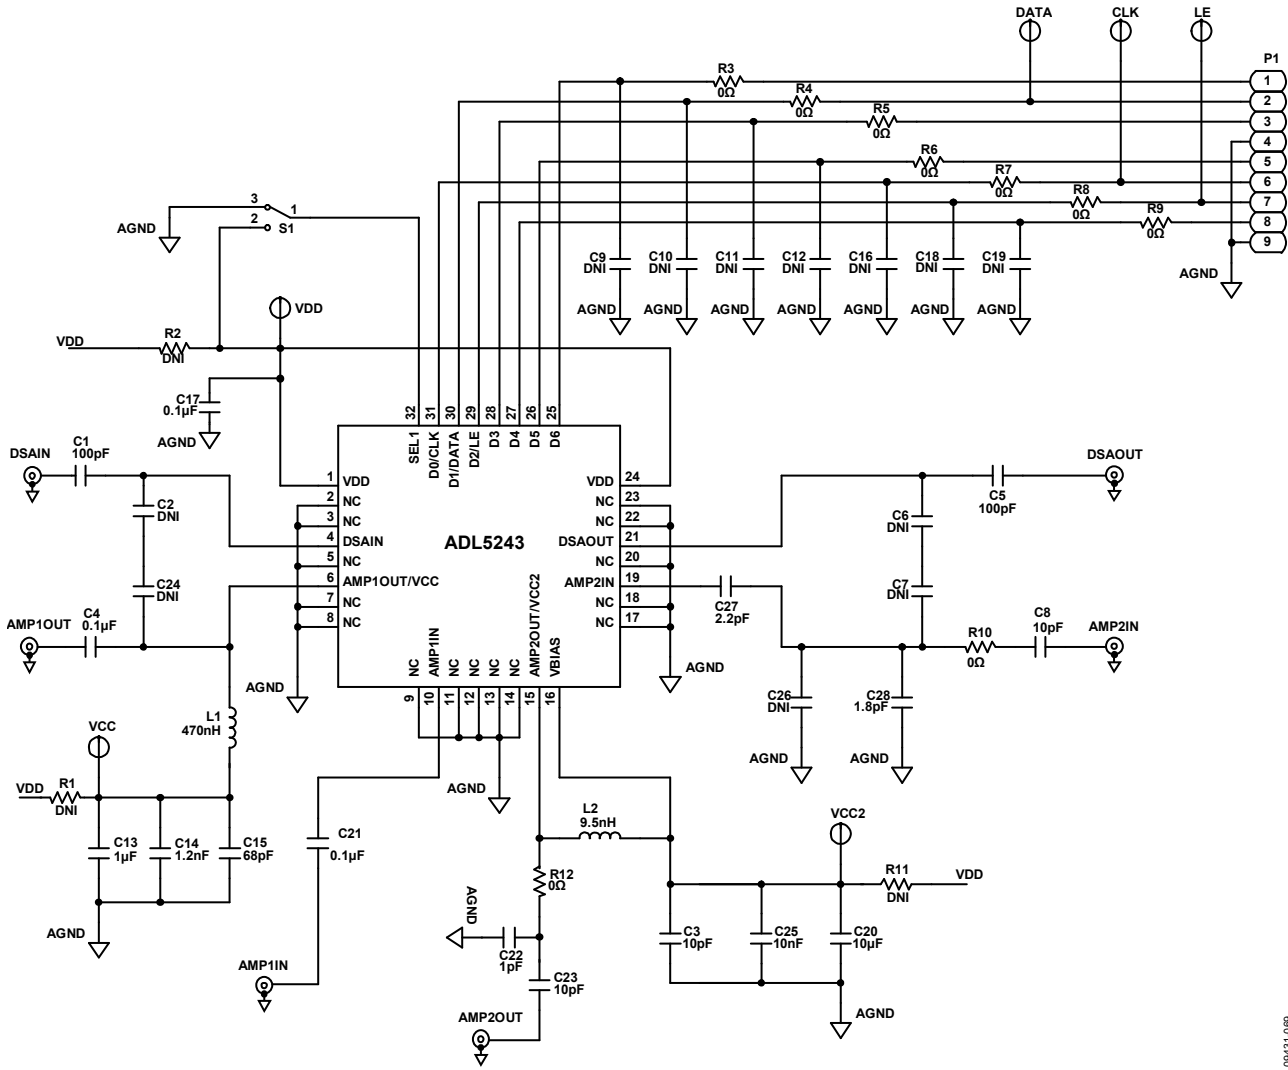 DATA
CLK
LE
P1
R3
0Ω
1
R4
0Ω
2
R5
0Ω
3
4
R6
0Ω
5
R7
0Ω
6
R8
0Ω
7
R9
0Ω
8
9
AGND
3
1
2
S1
AGND
C9
DNI
C10
DNI
C11
DNI
C12
DNI
C16
DNI
C18
DNI
C19
DNI
AGND
AGND
AGND
AGND
AGND
AGND
AGND
VDD
VDD
R2
DNI
C17
0.1µF
AGND
32
31
30
29
28
27
26
25
SEL1
D0/CLK
D1/DATA
D2/LE
D3
D4
D5
D6
DSAIN
C1
100pF
C2
DNI
C24
DNI
AMP1OUT
C4
0.1µF
1
VDD
2
NC
3
NC
4
DSAIN
5
NC
6
AMP1OUT/VCC
7
NC
8
NC
ADL5243
VDD
24
NC
23
NC
22
DSAOUT
21
NC
20
AMP2IN
19
NC
18
NC
17
NC
AMP1IN
NC
NC
NC
NC
AMP2OUT/VCC2
VBIAS
9
10
11
12
13
14
15
16
AGND
AGND
AGND
DSAOUT
C5
100pF
C6
DNI
C7
DNI
C27
2.2pF
R10
0Ω
C8
10pF
AMP2IN
C26
DNI
C28
1.8pF
AGND
AGND
L1
470nH
VCC
VDD
R1
DNI
C13
1µF
C14
1.2nF
C15
68pF
AGND
C21
0.1µF
AMP1IN
L2
9.5nH
R12
0Ω
AGND
C22
1pF
C23
10pF
AMP2OUT
VCC2
R11
DNI
VDD
C3
10pF
C25
10nF
C20
10µF
AGND
09431-069